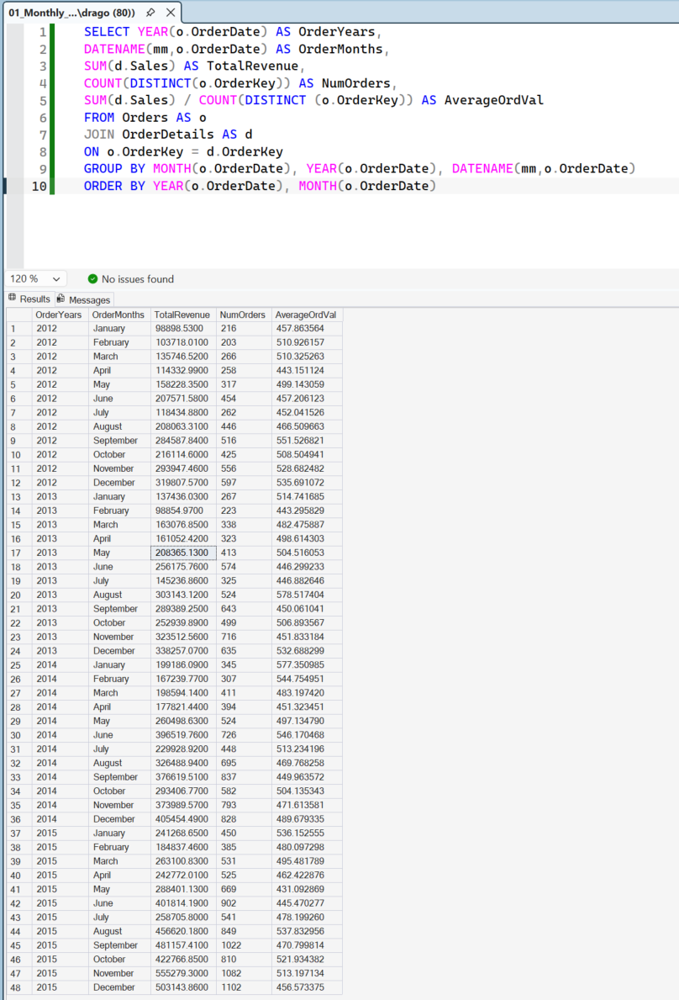 01_Monthly_...\drago (80))
1 SELECT YEAR(o.OrderDate) AS OrderYears,
2 DATENAME(mm,o.OrderDate) AS OrderMonths,
3 SUM(d.Sales) AS TotalRevenue,
4 COUNT(DISTINCT(o.OrderKey)) AS NumOrders,
5 SUM(d.Sales) / COUNT(DISTINCT (o.OrderKey)) AS AverageOrdVal
6 FROM Orders AS o
7 JOIN OrderDetails AS d
8 ON o.OrderKey = d.OrderKey
9 GROUP BY MONTH(o.OrderDate), YEAR(o.OrderDate), DATENAME(mm,o.OrderDate)
10 ORDER BY YEAR(o.OrderDate), MONTH(o.OrderDate)
120 % No issues found
Results Messages
OrderYears OrderMonths TotalRevenue NumOrders AverageOrdVal
1 2012 January 98898.5300 216 457.863564
2 2012 February 103718.0100 203 510.926157
3 2012 March 135746.5200 266 510.325263
4 2012 April 114332.9900 258 443.151124
5 2012 May 158228.3500 317 499.143059
6 2012 June 207571.5800 454 457.206123
7 2012 July 118434.8800 262 452.041526
8 2012 August 208063.3100 446 466.509663
9 2012 September 284587.8400 516 551.526821
10 2012 October 216114.6000 425 508.504941
11 2012 November 293947.4600 556 528.682482
12 2012 December 319807.5700 597 535.691072
13 2013 January 137436.0300 267 514.741685
14 2013 February 98854.9700 223 443.295829
15 2013 March 163076.8500 338 482.475887
16 2013 April 161052.4200 323 498.614303
17 2013 May 208365.1300 413 504.516053
18 2013 June 256175.7600 574 446.299233
19 2013 July 145236.8600 325 446.882646
20 2013 August 303143.1200 524 578.517404
21 2013 September 289389.2500 643 450.061041
22 2013 October 252939.8900 499 506.893567
23 2013 November 323512.5600 716 451.833184
24 2013 December 338257.0700 635 532.688299
25 2014 January 199186.0900 345 577.350985
26 2014 February 167239.7700 307 544.754951
27 2014 March 198594.1400 411 483.197420
28 2014 April 177821.4400 394 451.323451
29 2014 May 260498.6300 524 497.134790
30 2014 June 396519.7600 726 546.170468
31 2014 July 229928.9200 448 513.234196
32 2014 August 326488.9400 695 469.768258
33 2014 September 376619.5100 837 449.963572
34 2014 October 293406.7700 582 504.135343
35 2014 November 373989.5700 793 471.613581
36 2014 December 405454.4900 828 489.679335
37 2015 January 241268.6500 450 536.152555
38 2015 February 184837.4600 385 480.097298
39 2015 March 263100.8300 531 495.481789
40 2015 April 242772.0100 525 462.422876
41 2015 May 288401.1300 669 431.092869
42 2015 June 401814.1900 902 445.470277
43 2015 July 258705.8000 541 478.199260
44 2015 August 456620.1800 849 537.832956
45 2015 September 481157.4100 1022 470.799814
46 2015 October 422766.8500 810 521.934382
47 2015 November 555279.3000 1082 513.197134
48 2015 December 503143.8600 1102 456.573375